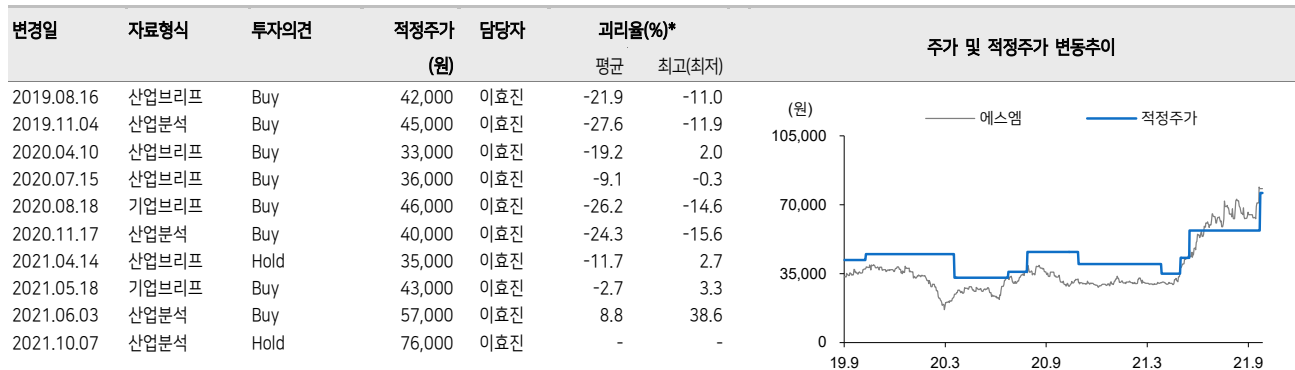 변경일 자료형식 투자의견 적정주가 담당자 괴리율(%)*
(원) 평균 최고(최저)
2019.08.16 산업브리프 Buy 42,000 이효진 -21.9 -11.0
2019.11.04 산업분석 Buy 45,000 이효진 -27.6 -11.9
2020.04.10 산업브리프 Buy 33,000 이효진 -19.2 2.0
2020.07.15 산업브리프 Buy 36,000 이효진 -9.1 -0.3
2020.08.18 기업브리프 Buy 46,000 이효진 -26.2 -14.6
2020.11.17 산업분석 Buy 40,000 이효진 -24.3 -15.6
2021.04.14 산업브리프 Hold 35,000 이효진 -11.7 2.7
2021.05.18 기업브리프 Buy 43,000 이효진 -2.7 3.3
2021.06.03 산업분석 Buy 57,000 이효진 8.8 38.6
2021.10.07 산업분석 Hold 76,000 이효진 - -
주가 및 적정주가 변동추이
(원)
에스엠 적정주가
105,000
70,000
35,000
0
19.9 20.3 20.9 21.3 21.9